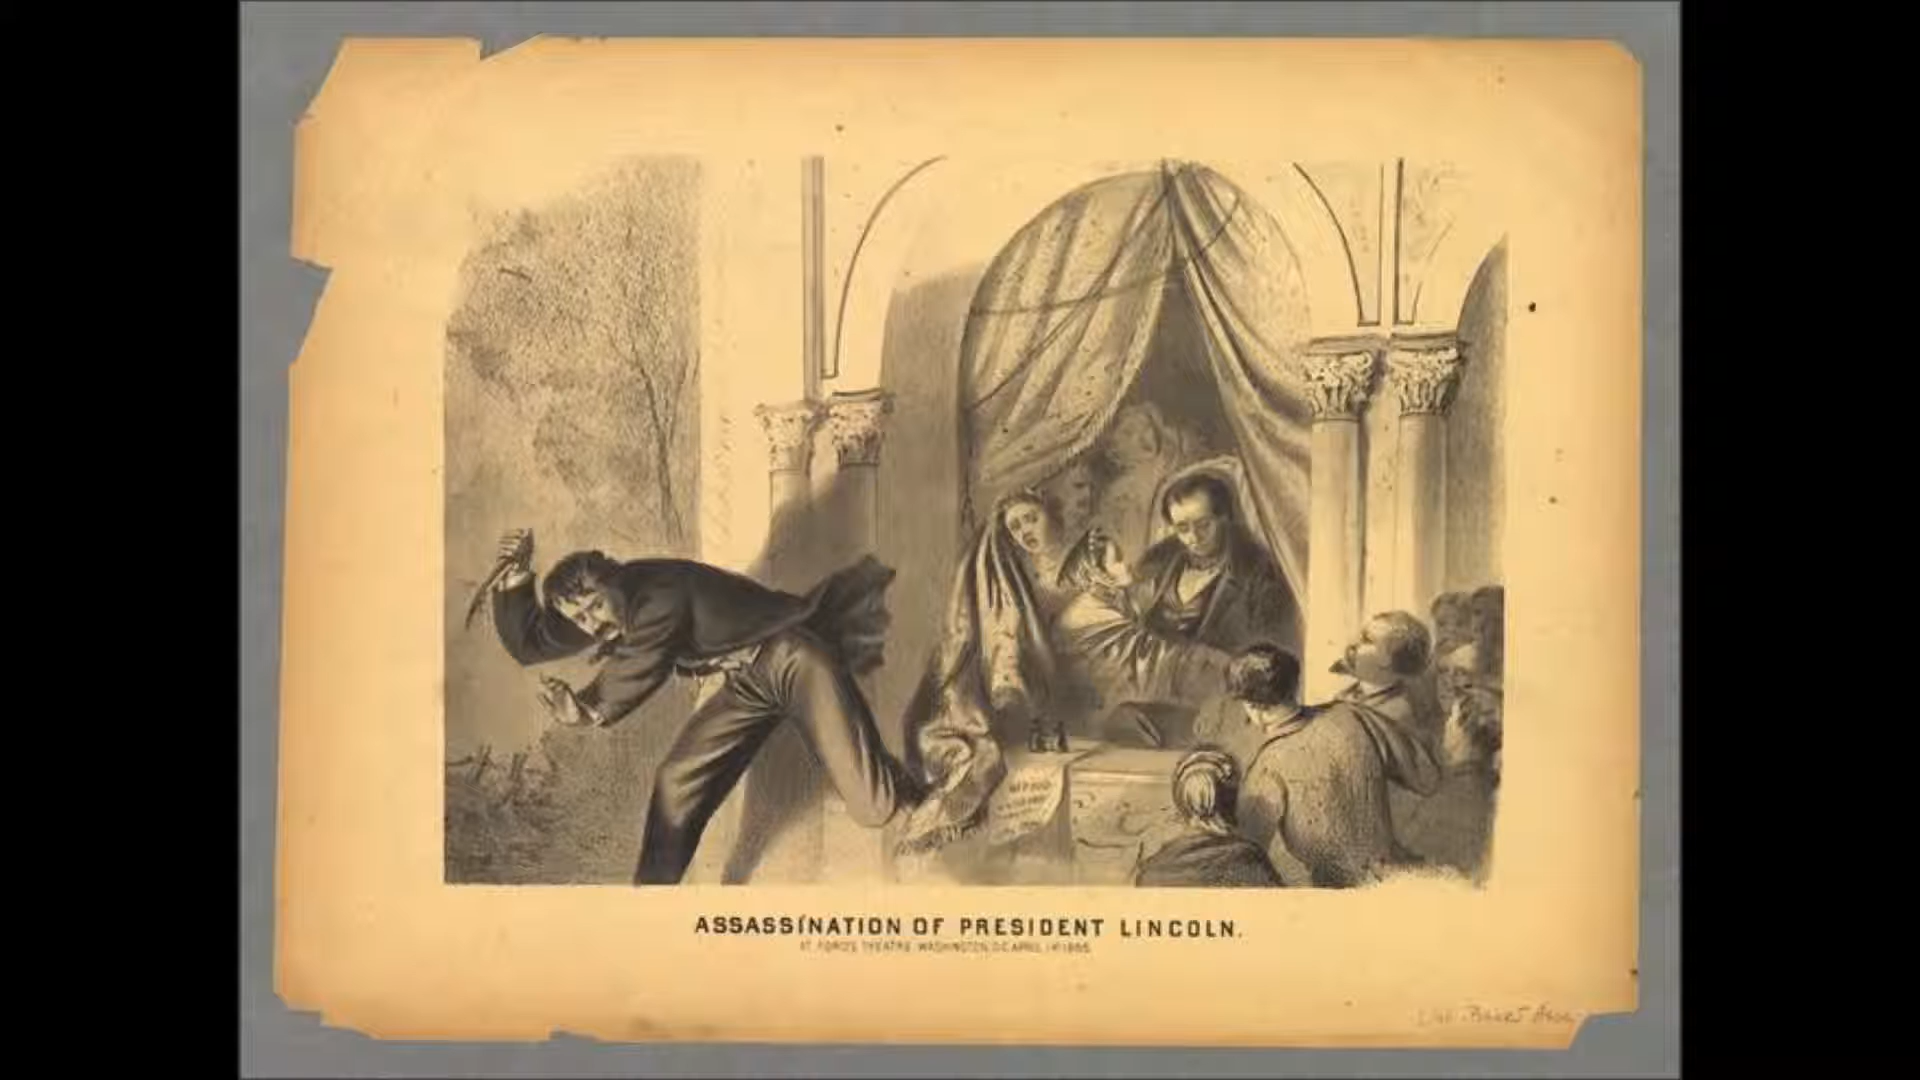 ASSASSINATION OF PRESIDENT LINCOLN.
AT FORD'S THEATRE WASHINGTON, D.C. APRIL 14TH 1865.